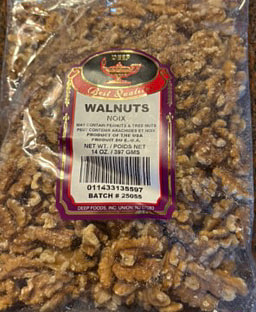 DEEP
Best Quality
WALNUTS
NOIX
MAY CONTAIN PEANUTS & TREE NUTS
PEUT CONTENIR ARACHIDES ET NOIX
PRODUCT OF THE USA
PRODUIT DU É.-U.A.
NET WT. / POIDS NET
14 OZ. / 397 GMS
011433135597
BATCH # 25055
DEEP FOODS, INC. UNION, NJ 07083